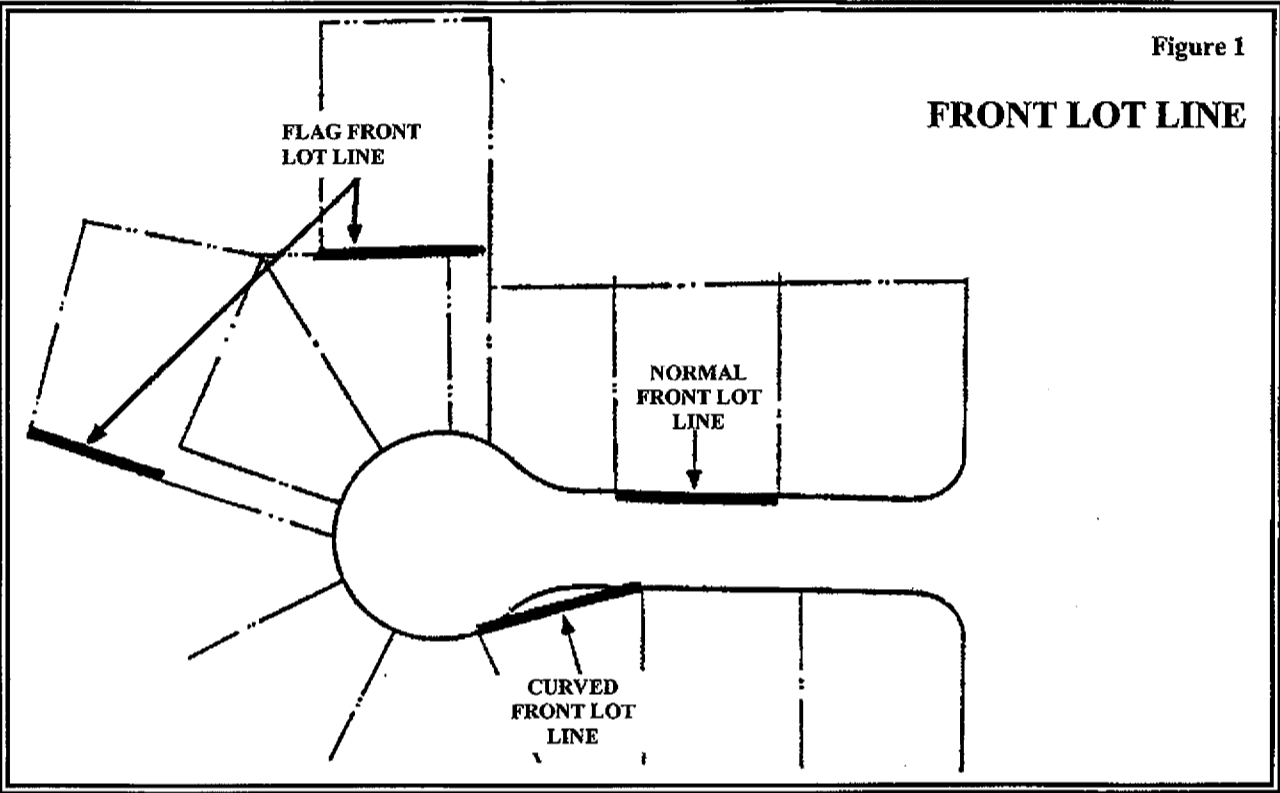 Figure 1
FRONT LOT LINE
FLAG FRONT
LOT LINE
NORMAL
FRONT LOT
LINE
CURVED
FRONT LOT
LINE